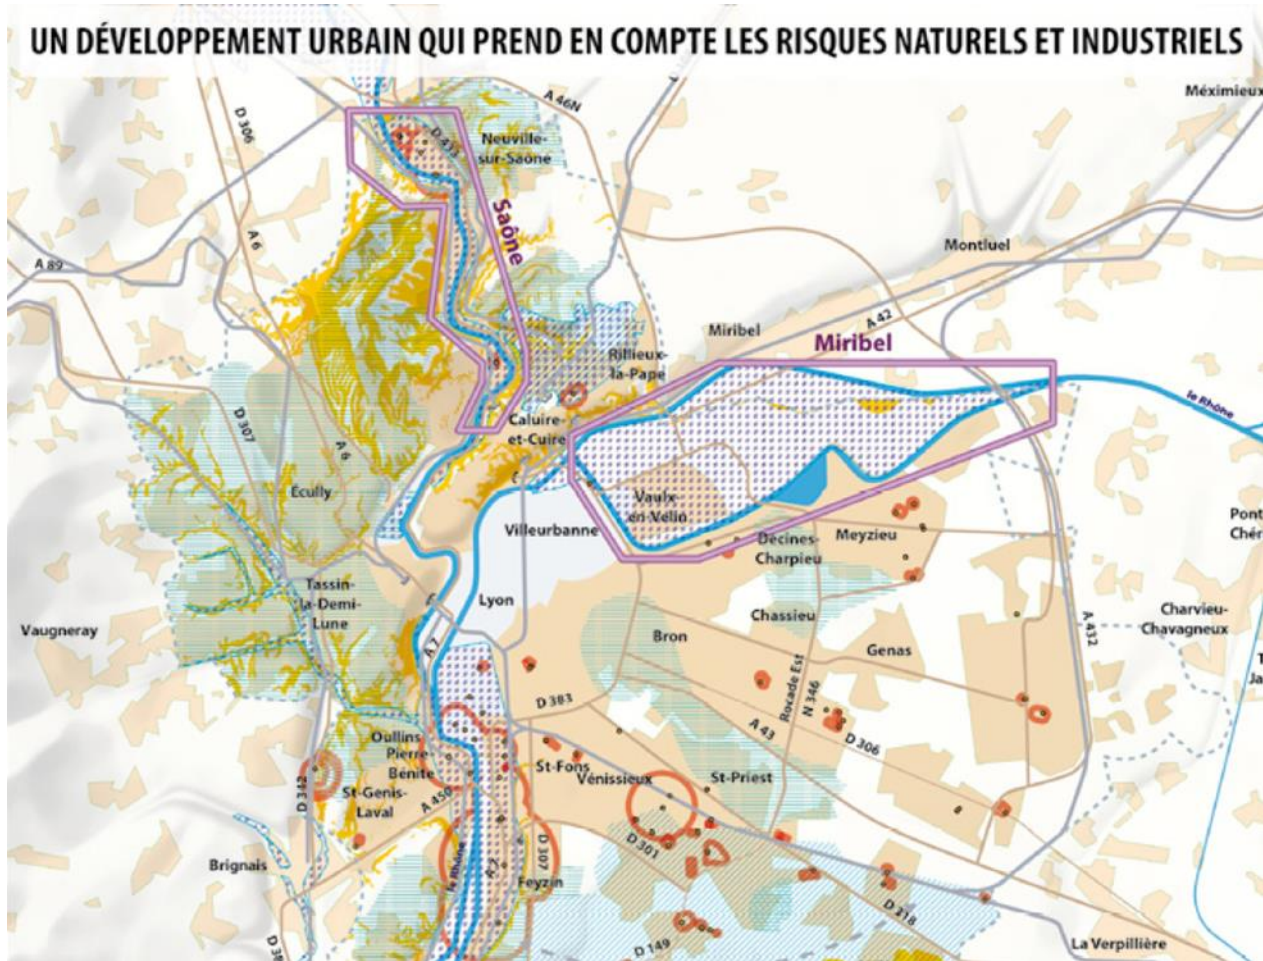 UN DÉVELOPPEMENT URBAIN QUI PREND EN COMPTE LES RISQUES NATURELS ET INDUSTRIELS
Méximieux
A 46N
D 306
D 433
Neuville-
sur-Saône
Saône
A 6
Montluel
A 89
A 42
Miribel
Miribel
Rillieux-
la-Pape
le Rhône
D 307
Caluire-
et-Cuire
A 6
Écully
Vaulx-
en-Velin
Villeurbanne
Pont
Chér
Décines-
Charpieu
Meyzieu
Tassin-
la-Demi-
Lune
Lyon
Chassieu
Charvieu-
Chavagneux
A 432
Vaugneray
Bron
Genas
A 7
T
Ja
Rocade Est
N 346
D 383
A 43
D 306
Oullins
Pierre-
Bénite
St-Fons
Vénissieux
St-Priest
D 342
St-Genis-
Laval
A 450
D 301
D 307
Brignais
le Rhône
A 7
Feyzin
D 318
D 149
La Verpillière